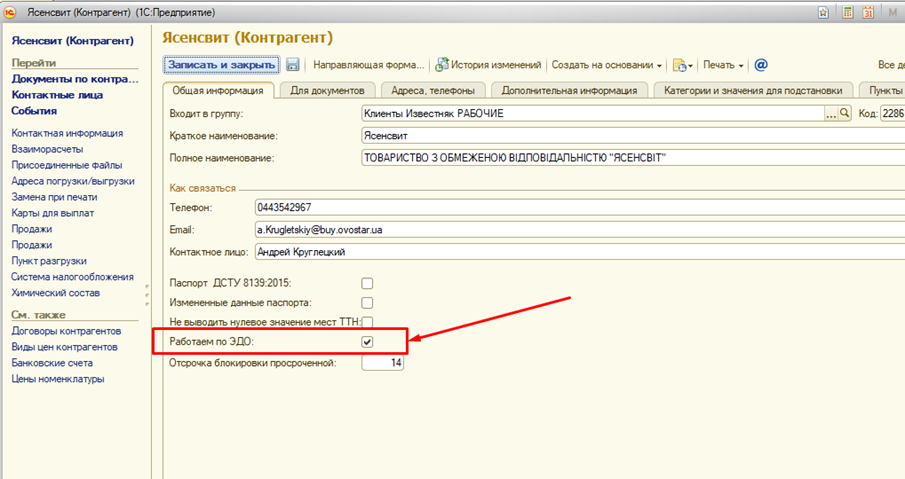 Ясенсвит (Контрагент) (1С:Предприятие)
M
Ясенсвит (Контрагент)
Перейти
Документы по контра...
Контактные лица
События
Контактная информация
Взаиморасчеты
Присоединенные файлы
Адреса погрузки/выгрузки
Замена при печати
Карты для выплат
Продажи
Продажи
Пункт разгрузки
Система налогообложения
Химический состав
См. также
Договоры контрагентов
Виды цен контрагентов
Банковские счета
Цены номенклатуры
Ясенсвит (Контрагент)
Записать и закрыть
Направляющая форма...
История изменений
Создать на основании
Печать
Все де
Общая информация
Для документов
Адреса, телефоны
Дополнительная информация
Категории и значения для подстановки
Пункты
Входит в группу: Клиенты Известняк РАБОЧИЕ ... Код: 2286
Краткое наименование: Ясенсвит
Полное наименование: ТОВАРИСТВО З ОБМЕЖЕНОЮ ВІДПОВІДАЛЬНІСТЮ "ЯСЕНСВІТ"
Как связаться
Телефон: 0443542967
Email: a.Krugletskiy@buy.ovostar.ua
Контактное лицо: Андрей Круглецкий
Паспорт ДСТУ 8139:2015:
Измененные данные паспорта:
Не выводить нулевое значение мест ТТН:
Работаем по ЭДО:
Отсрочка блокировки просроченной: 14